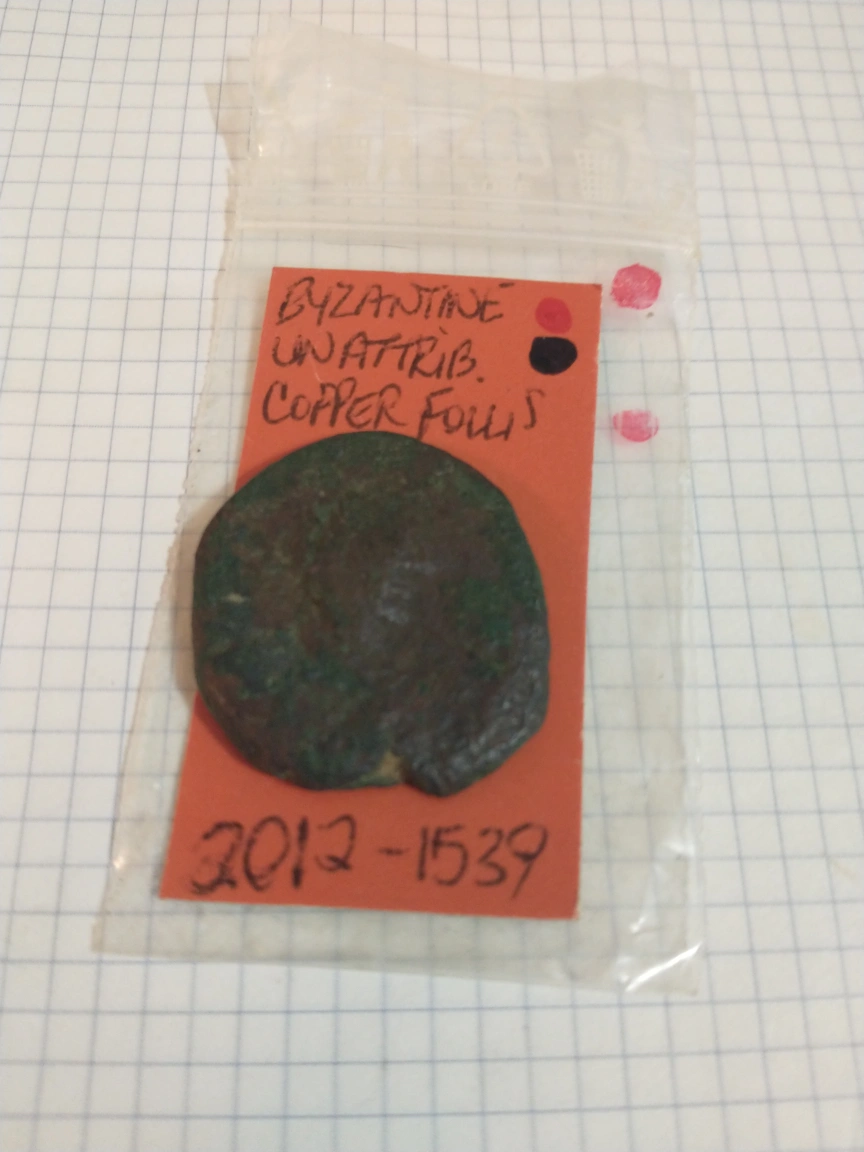 BYZANTINE
UNATTRIB.
COPPER FOLLIS
2012-1539